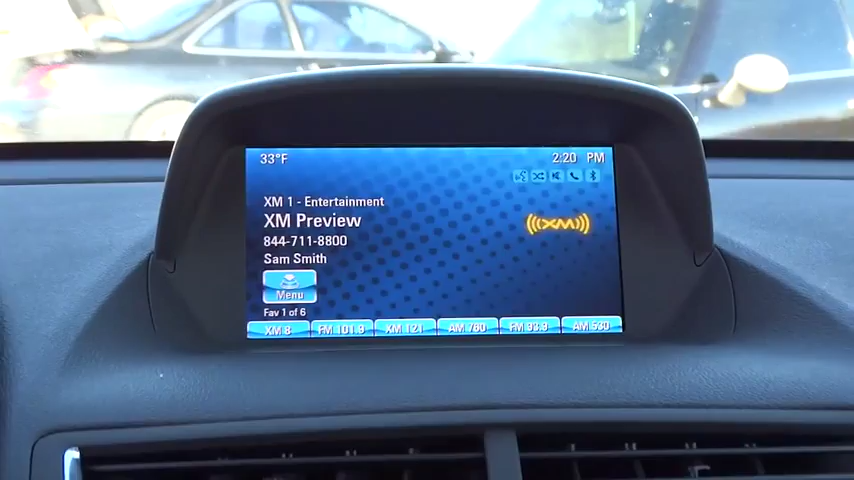 33°F
2:20 PM
XM 1 - Entertainment
XM Preview
844-711-8800
Sam Smith
XM
Menu
Fav 1 of 6
XM 8
FM 101.9
XM 121
AM 780
FM 93.9
AM 530